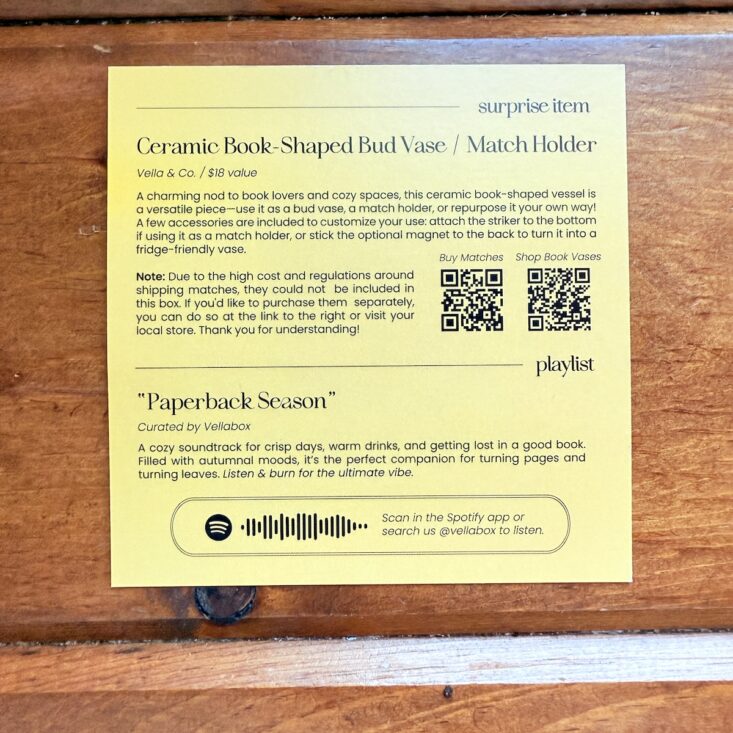 surprise item
Ceramic Book-Shaped Bud Vase / Match Holder
Vella & Co. / $18 value
A charming nod to book lovers and cozy spaces, this ceramic book-shaped vessel is
a versatile piece—use it as a bud vase, a match holder, or repurpose it your own way!
A few accessories are included to customize your use: attach the striker to the bottom
if using it as a match holder, or stick the optional magnet to the back to turn it into a
fridge-friendly vase.
Buy Matches Shop Book Vases
Note: Due to the high cost and regulations around
shipping matches, they could not be included in
this box. If you'd like to purchase them separately,
you can do so at the link to the right or visit your
local store. Thank you for understanding!
playlist
"Paperback Season"
Curated by Vellabox
A cozy soundtrack for crisp days, warm drinks, and getting lost in a good book.
Filled with autumnal moods, it's the perfect companion for turning pages and
turning leaves. Listen & burn for the ultimate vibe.
Scan in the Spotify app or
search us @vellabox to listen.